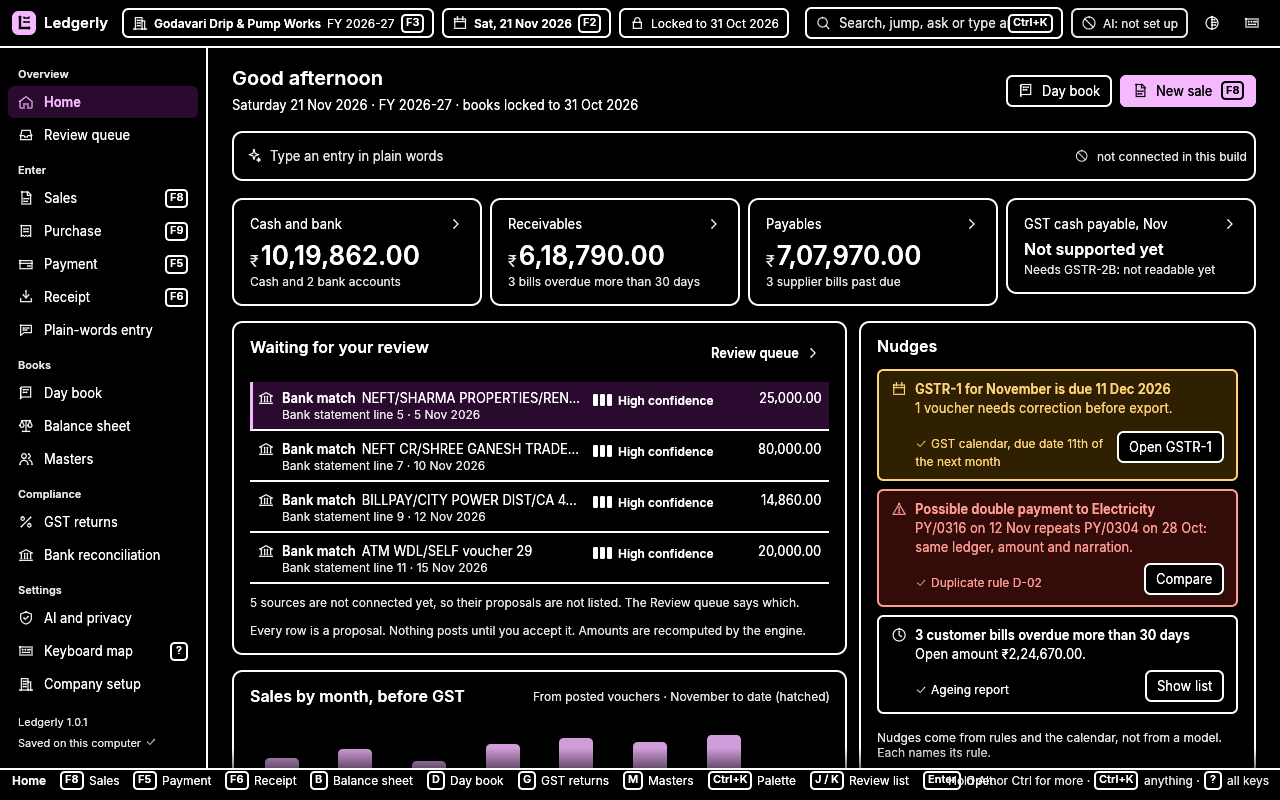 Ledgerly
Godavari Drip & Pump Works FY 2026-27 F3
Sat, 21 Nov 2026 F2
Locked to 31 Oct 2026
Search, jump, ask or type a Ctrl+K
AI: not set up
Overview
Home
Review queue
Enter
Sales F8
Purchase F9
Payment F5
Receipt F6
Plain-words entry
Books
Day book
Balance sheet
Masters
Compliance
GST returns
Bank reconciliation
Settings
AI and privacy
Keyboard map ?
Company setup
Ledgerly 1.0.1
Saved on this computer
Good afternoon
Saturday 21 Nov 2026 · FY 2026-27 · books locked to 31 Oct 2026
Day book
New sale F8
Type an entry in plain words
not connected in this build
Cash and bank
₹10,19,862.00
Cash and 2 bank accounts
Receivables
₹6,18,790.00
3 bills overdue more than 30 days
Payables
₹7,07,970.00
3 supplier bills past due
GST cash payable, Nov
Not supported yet
Needs GSTR-2B: not readable yet
Waiting for your review
Review queue
Bank match NEFT/SHARMA PROPERTIES/REN... High confidence 25,000.00
Bank statement line 5 · 5 Nov 2026
Bank match NEFT CR/SHREE GANESH TRADE... High confidence 80,000.00
Bank statement line 7 · 10 Nov 2026
Bank match BILLPAY/CITY POWER DIST/CA 4... High confidence 14,860.00
Bank statement line 9 · 12 Nov 2026
Bank match ATM WDL/SELF voucher 29 High confidence 20,000.00
Bank statement line 11 · 15 Nov 2026
5 sources are not connected yet, so their proposals are not listed. The Review queue says which.
Every row is a proposal. Nothing posts until you accept it. Amounts are recomputed by the engine.
Sales by month, before GST
From posted vouchers · November to date (hatched)
Nudges
GSTR-1 for November is due 11 Dec 2026
1 voucher needs correction before export.
✓ GST calendar, due date 11th of
the next month
Open GSTR-1
Possible double payment to Electricity
PY/0316 on 12 Nov repeats PY/0304 on 28 Oct:
same ledger, amount and narration.
✓ Duplicate rule D-02
Compare
3 customer bills overdue more than 30 days
Open amount ₹2,24,670.00.
✓ Ageing report
Show list
Nudges come from rules and the calendar, not from a model.
Each names its rule.
Home F8 Sales F5 Payment F6 Receipt B Balance sheet D Day book G GST returns M Masters Ctrl+K Palette J / K Review list Enter Open
or Ctrl for more · Ctrl+K anything · ? all keys